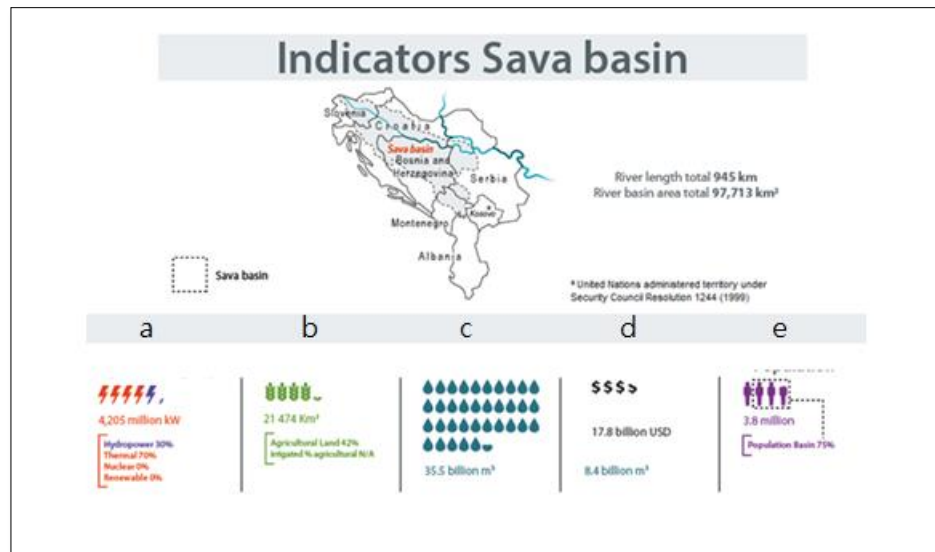 Indicators Sava basin
Slovenia
Croatia
Sava basin
Bosnia and
Herzegovina
Serbia
Montenegro
Kosovo
Albania
River length total 945 km
River basin area total 97,713 km²
Sava basin
ª United Nations administered territory under
Security Council Resolution 1244 (1999)
a b c d e
Population
4,205 million kW
Hydropower 30%
Thermal 70%
Nuclear 0%
Renewable 0%
21 474 Km²
Agricultural Land 42%
Irrigated % agricultural N/A
35.5 billion m³
$$$
17.8 billion USD
8.4 billion m³
3.8 million
Population Basin 75%